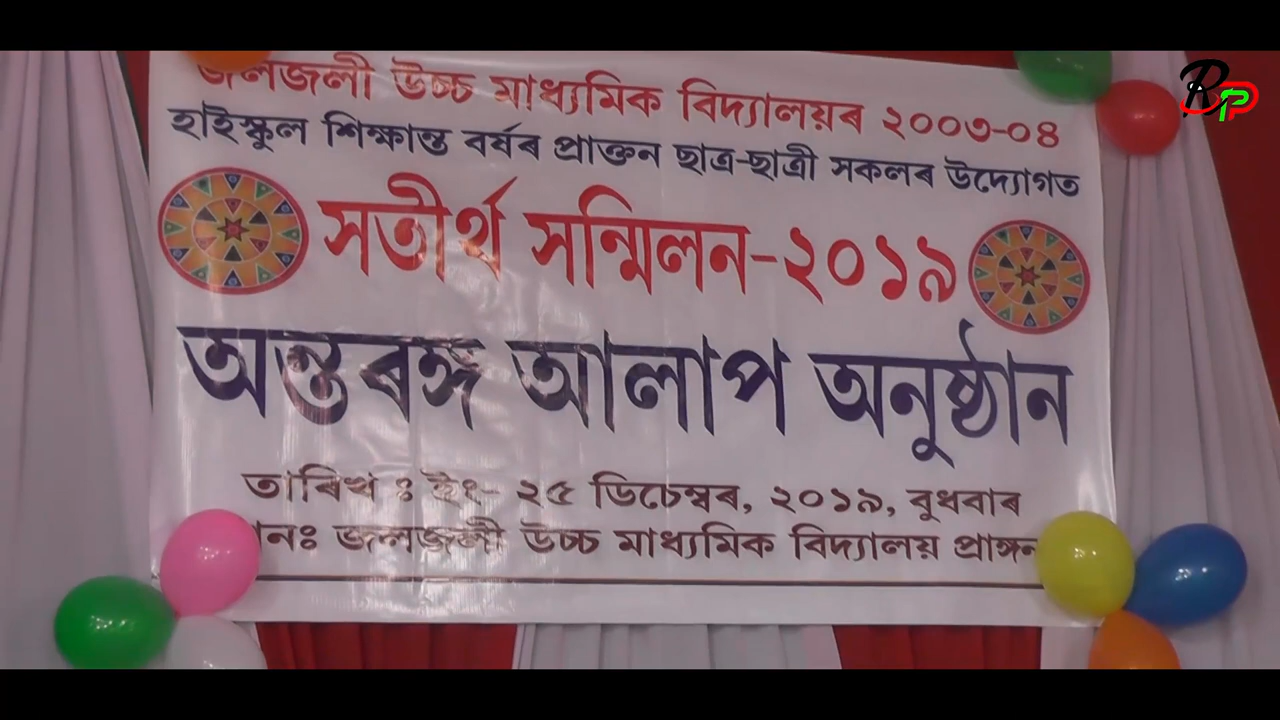 জলজলী উচ্চ মাধ্যমিক বিদ্যালয়ৰ ২০০৩-০৪
হাইস্কুল শিক্ষান্ত বৰ্ষৰ প্ৰাক্তন ছাত্ৰ-ছাত্ৰী সকলৰ উদ্যোগত
সতীৰ্থ সন্মিলন-২০১৯
অন্তৰঙ্গ আলাপ অনুষ্ঠান
তাৰিখ ঃ ইং- ২৫ ডিচেম্বৰ, ২০১৯, বুধবাৰ
নঃ জলজলী উচ্চ মাধ্যমিক বিদ্যালয় প্ৰাঙ্গন